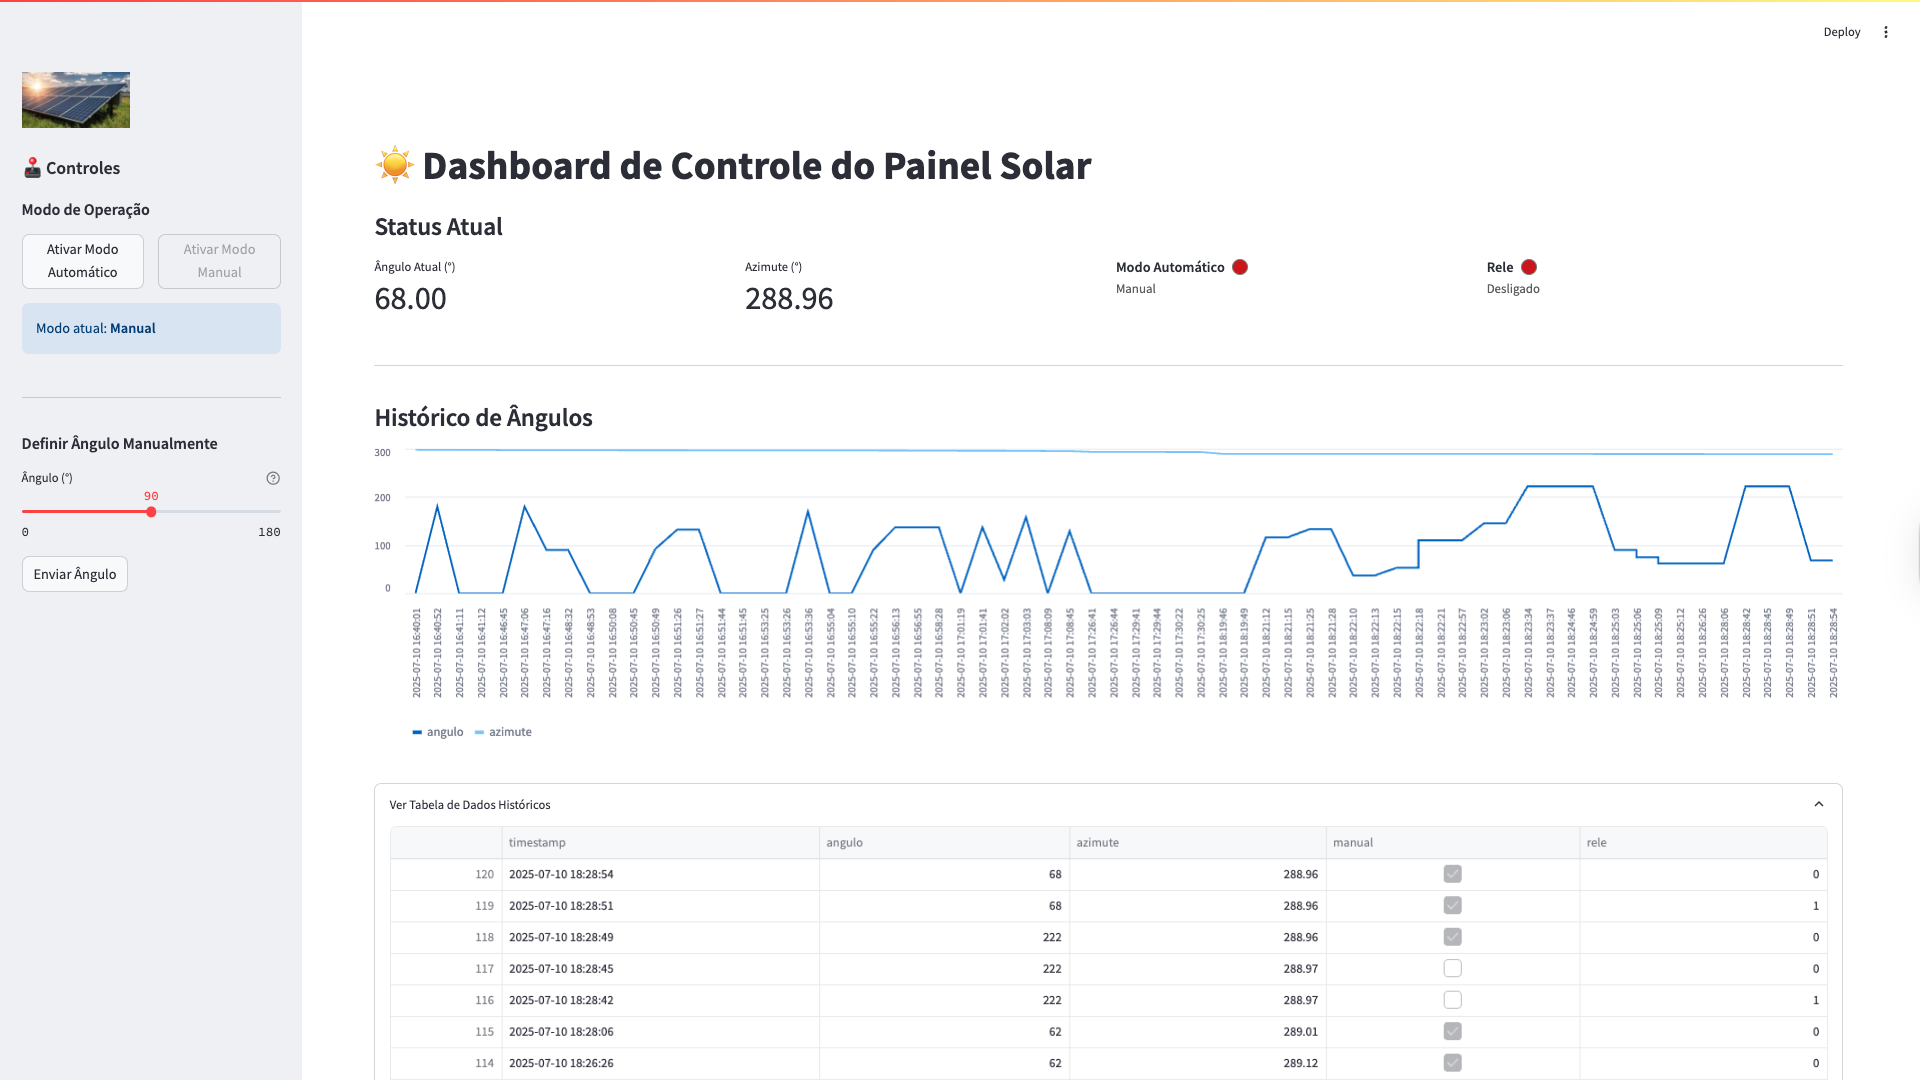 Deploy
Controles
Modo de Operação
Ativar Modo Automático
Ativar Modo Manual
Modo atual: Manual
Definir Ângulo Manualmente
Ângulo (°)
90
0 180
Enviar Ângulo
Dashboard de Controle do Painel Solar
Status Atual
Ângulo Atual (°)
68.00
Azimute (°)
288.96
Modo Automático
Manual
Rele
Desligado
Histórico de Ângulos
300
200
100
0
2025-07-10 16:40:01
2025-07-10 16:40:52
2025-07-10 16:41:11
2025-07-10 16:41:12
2025-07-10 16:46:45
2025-07-10 16:47:06
2025-07-10 16:47:16
2025-07-10 16:48:32
2025-07-10 16:48:53
2025-07-10 16:50:08
2025-07-10 16:50:45
2025-07-10 16:50:49
2025-07-10 16:51:26
2025-07-10 16:51:27
2025-07-10 16:51:44
2025-07-10 16:51:45
2025-07-10 16:53:25
2025-07-10 16:53:26
2025-07-10 16:53:36
2025-07-10 16:55:04
2025-07-10 16:55:10
2025-07-10 16:55:22
2025-07-10 16:56:13
2025-07-10 16:56:55
2025-07-10 16:58:28
2025-07-10 17:01:19
2025-07-10 17:01:41
2025-07-10 17:02:02
2025-07-10 17:03:03
2025-07-10 17:08:09
2025-07-10 17:08:45
2025-07-10 17:26:41
2025-07-10 17:26:44
2025-07-10 17:29:41
2025-07-10 17:29:44
2025-07-10 17:30:22
2025-07-10 17:30:25
2025-07-10 18:19:46
2025-07-10 18:19:49
2025-07-10 18:21:12
2025-07-10 18:21:15
2025-07-10 18:21:25
2025-07-10 18:21:28
2025-07-10 18:22:10
2025-07-10 18:22:13
2025-07-10 18:22:15
2025-07-10 18:22:18
2025-07-10 18:22:21
2025-07-10 18:22:57
2025-07-10 18:23:02
2025-07-10 18:23:06
2025-07-10 18:23:34
2025-07-10 18:23:37
2025-07-10 18:24:46
2025-07-10 18:24:59
2025-07-10 18:25:03
2025-07-10 18:25:06
2025-07-10 18:25:09
2025-07-10 18:25:12
2025-07-10 18:26:26
2025-07-10 18:28:06
2025-07-10 18:28:42
2025-07-10 18:28:45
2025-07-10 18:28:49
2025-07-10 18:28:51
2025-07-10 18:28:54
angulo azimute
Ver Tabela de Dados Históricos
timestamp angulo azimute manual rele
120 2025-07-10 18:28:54 68 288.96 0
119 2025-07-10 18:28:51 68 288.96 1
118 2025-07-10 18:28:49 222 288.96 0
117 2025-07-10 18:28:45 222 288.97 0
116 2025-07-10 18:28:42 222 288.97 1
115 2025-07-10 18:28:06 62 289.01 0
114 2025-07-10 18:26:26 62 289.12 0